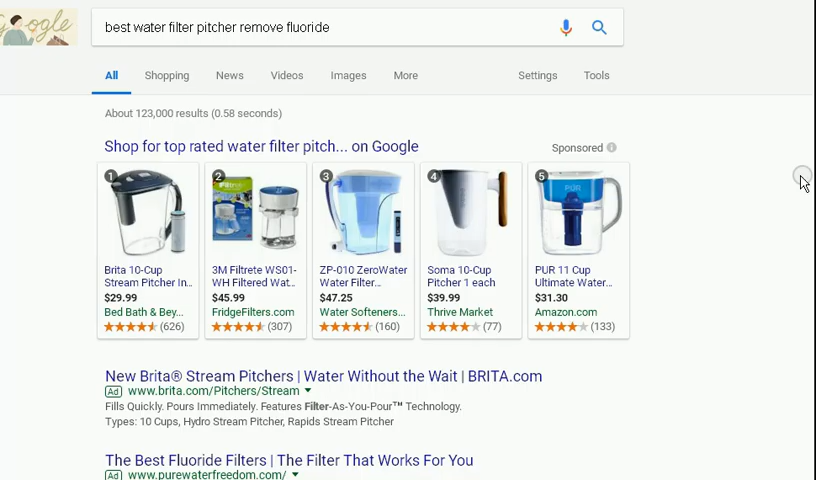 Google
best water filter pitcher remove fluoride
All Shopping News Videos Images More Settings Tools
About 123,000 results (0.58 seconds)
Shop for top rated water filter pitch... on Google
Sponsored
1
2
3
4
5
PUR
Brita 10-Cup
Stream Pitcher In...
$29.99
Bed Bath & Bey...
(626)
3M Filtrete WS01-
WH Filtered Wat...
$45.99
FridgeFilters.com
(307)
ZP-010 ZeroWater
Water Filter...
$47.25
Water Softeners...
(160)
Soma 10-Cup
Pitcher 1 each
$39.99
Thrive Market
(77)
PUR 11 Cup
Ultimate Water...
$31.30
Amazon.com
(133)
New Brita® Stream Pitchers | Water Without the Wait | BRITA.com
Ad www.brita.com/Pitchers/Stream
Fills Quickly. Pours Immediately. Features Filter-As-You-Pour™ Technology.
Types: 10 Cups, Hydro Stream Pitcher, Rapids Stream Pitcher
The Best Fluoride Filters | The Filter That Works For You
Ad www.purewaterfreedom.com/